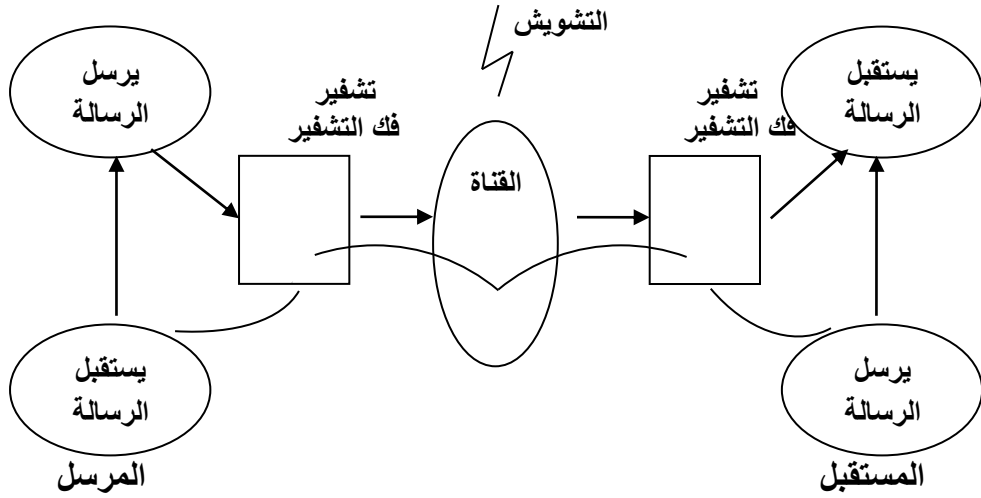 التشويش
يستقبل
الرسالة
تشفير
فك التشفير
القناة
تشفير
فك التشفير
يرسل
الرسالة
يرسل
الرسالة
المستقبل
يستقبل
الرسالة
المرسل